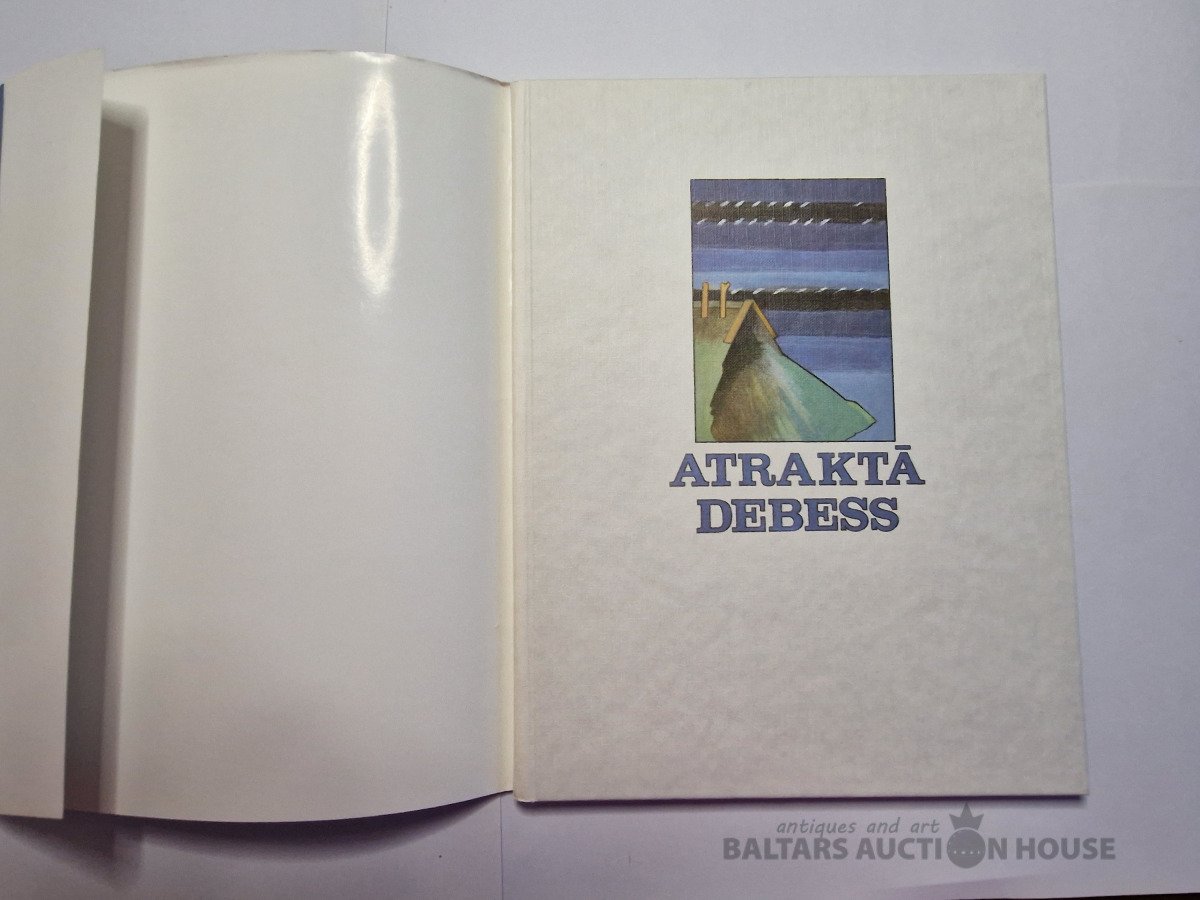 ATRAKTĀ
DEBESS
antiques and art
BALTARS AUCTION HOUSE